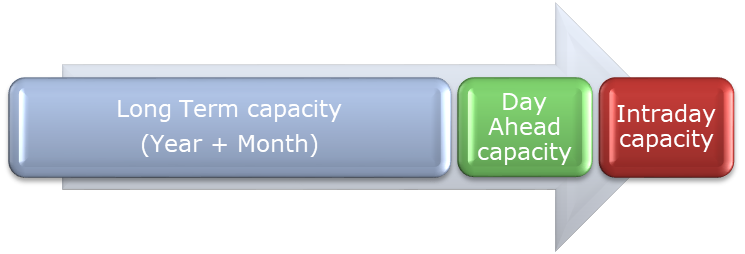 Long Term capacity
(Year + Month)
Day
Ahead
capacity
Intraday
capacity